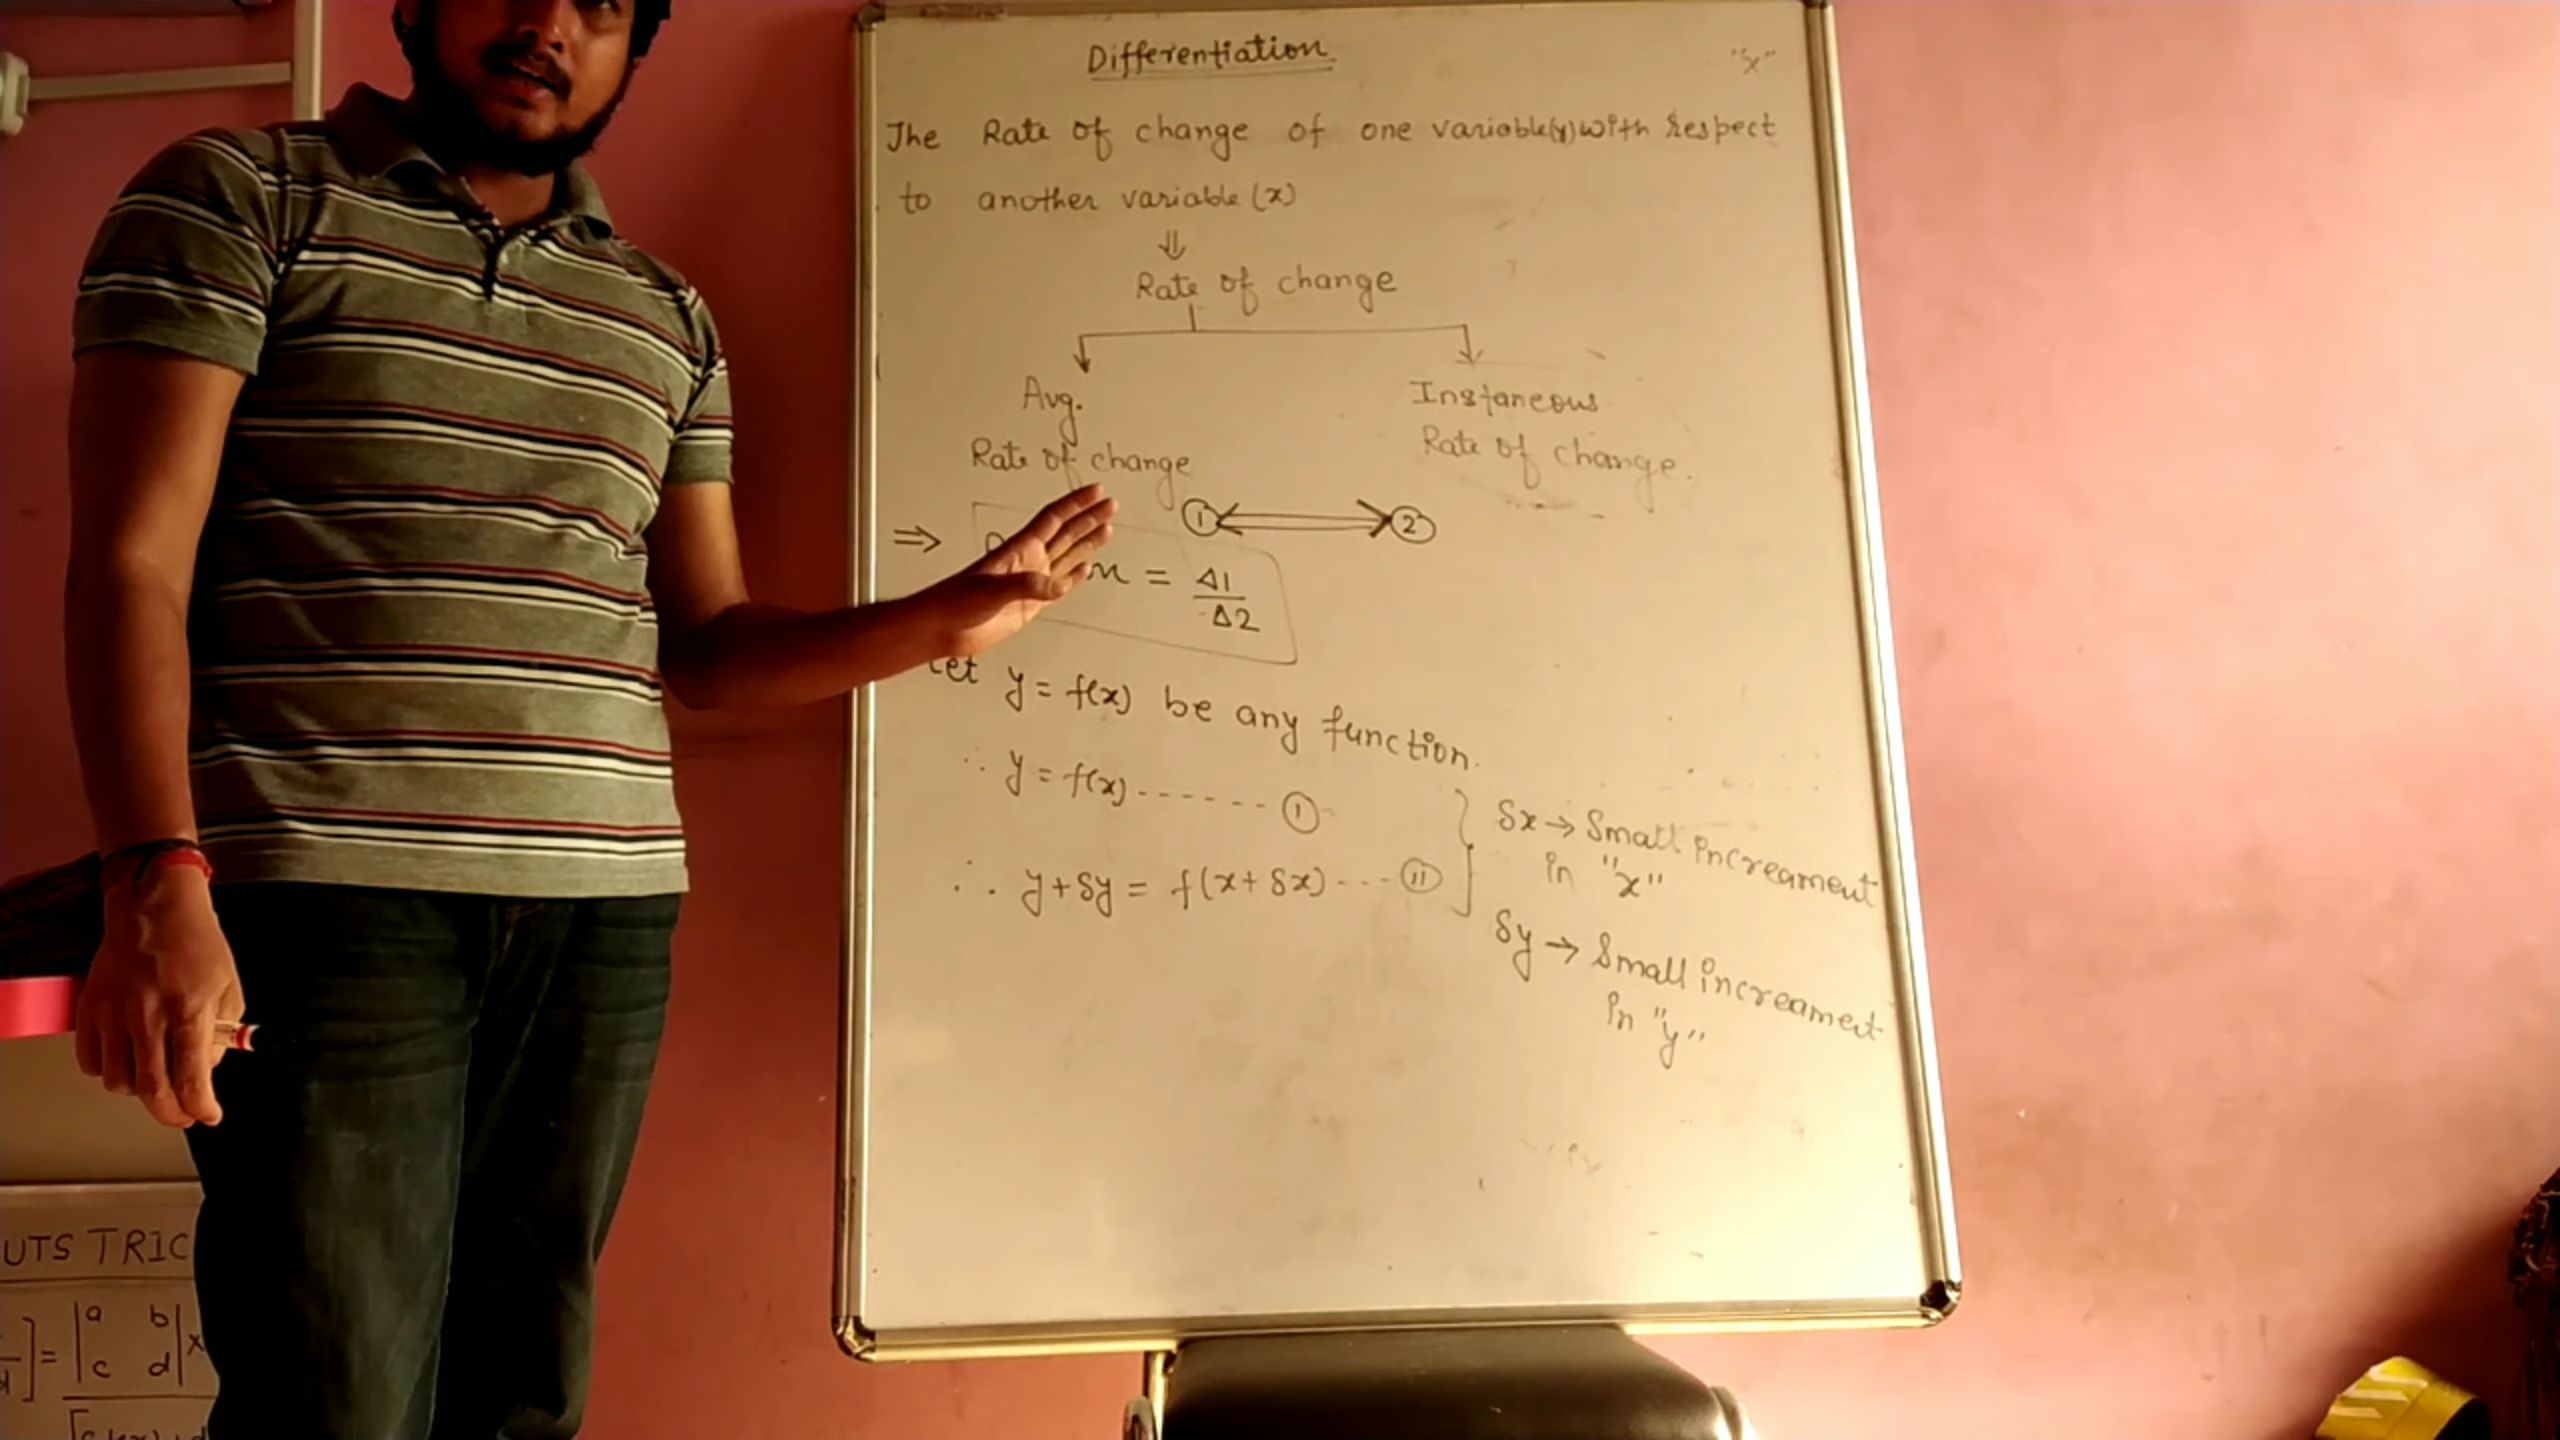 Differentiation
"x"
The Rate of change of one variable(y) with respect
to another variable (x)
⇓
Rate of change
Avg.
Rate of change
Instaneous
Rate of change.
① ②
⇒ = Δ1/Δ2
Let y = f(x) be any function.
∴ y = f(x) ------ ①
∴ y+δy = f(x+δx) --- ⑪
δx → Small increament
in "x"
δy → Small increament
in "y"
UTS TRIC
] = |a b| x
|c d|